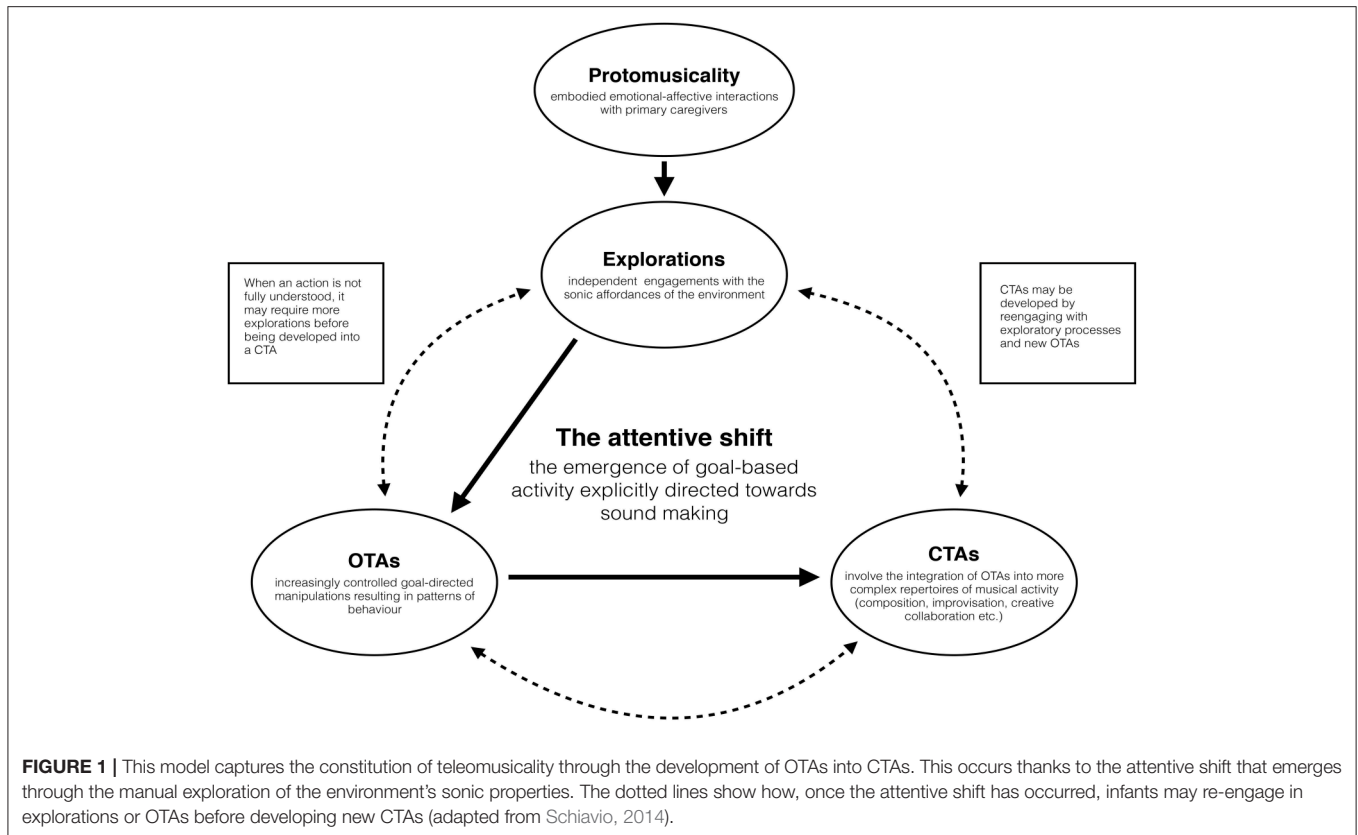 Protomusicality
embodied emotional-affective interactions
with primary caregivers
Explorations
independent engagements with the
sonic affordances of the environment
When an action is not
fully understood, it
may require more
explorations before
being developed into
a CTA
CTAs may be
developed by
reengaging with
exploratory processes
and new OTAs
The attentive shift
the emergence of goal-based
activity explicitly directed towards
sound making
OTAs
increasingly controlled goal-directed
manipulations resulting in patterns of
behaviour
CTAs
involve the integration of OTAs into more
complex repertoires of musical activity
(composition, improvisation, creative
collaboration etc.)
FIGURE 1 | This model captures the constitution of teleomusicality through the development of OTAs into CTAs. This occurs thanks to the attentive shift that emerges
through the manual exploration of the environment's sonic properties. The dotted lines show how, once the attentive shift has occurred, infants may re-engage in
explorations or OTAs before developing new CTAs (adapted from Schiavio, 2014).